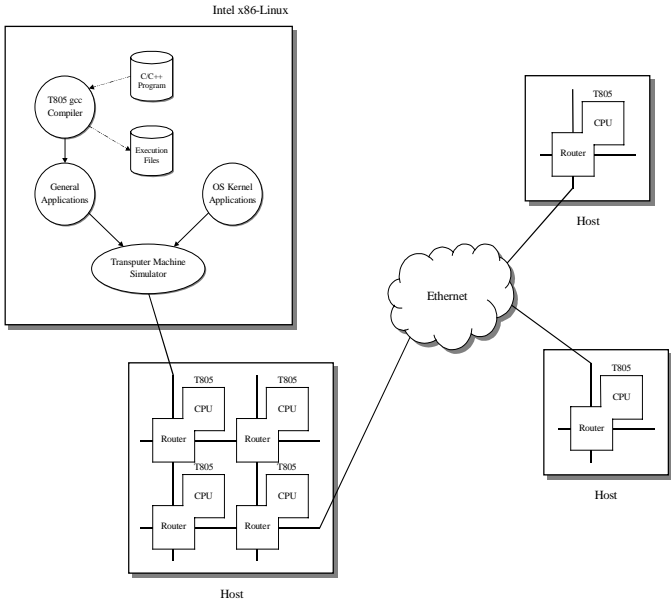 Intel x86-Linux
C/C++
Program
T805 gcc
Compiler
Execution
Files
General
Applications
OS Kernel
Applications
Transputer Machine
Simulator
T805
CPU
Router
Host
Ethernet
T805
CPU
Router
Host
T805
CPU
Router
T805
CPU
Router
T805
CPU
Router
T805
CPU
Router
Host